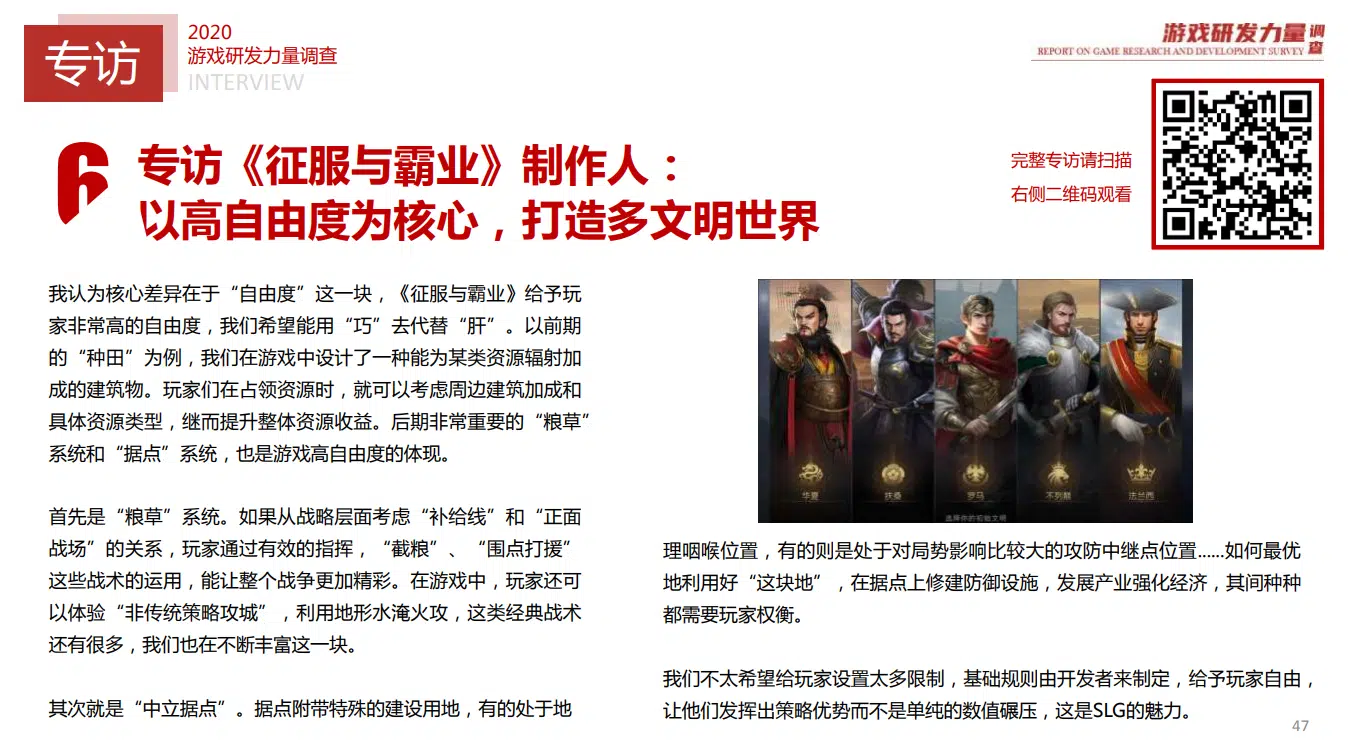 专访
2020
游戏研发力量调查
INTERVIEW
游戏研发力量调查
REPORT ON GAME RESEARCH AND DEVELOPMENT SURVEY
完整专访请扫描
右侧二维码观看
6
专访《征服与霸业》制作人：
以高自由度为核心，打造多文明世界
我认为核心差异在于“自由度”这一块，《征服与霸业》给予玩
家非常高的自由度，我们希望能用“巧”去代替“肝”。以前期
的“种田”为例，我们在游戏中设计了一种能为某类资源辐射加
成的建筑物。玩家们在占领资源时，就可以考虑周边建筑加成和
具体资源类型，继而提升整体资源收益。后期非常重要的“粮草”
系统和“据点”系统，也是游戏高自由度的体现。
首先是“粮草”系统。如果从战略层面考虑“补给线”和“正面
战场”的关系，玩家通过有效的指挥，“截粮”、“围点打援”
这些战术的运用，能让整个战争更加精彩。在游戏中，玩家还可
以体验“非传统策略攻城”，利用地形水淹火攻，这类经典战术
还有很多，我们也在不断丰富这一块。
其次就是“中立据点”。据点附带特殊的建设用地，有的处于地
华夏
扶桑
罗马
不列颠
法兰西
选择你的初始文明
理咽喉位置，有的则是处于对局势影响比较大的攻防中继点位置......如何最优
地利用好“这块地”，在据点上修建防御设施，发展产业强化经济，其间种种
都需要玩家权衡。
我们不太希望给玩家设置太多限制，基础规则由开发者来制定，给予玩家自由，
让他们发挥出策略优势而不是单纯的数值碾压，这是SLG的魅力。
47